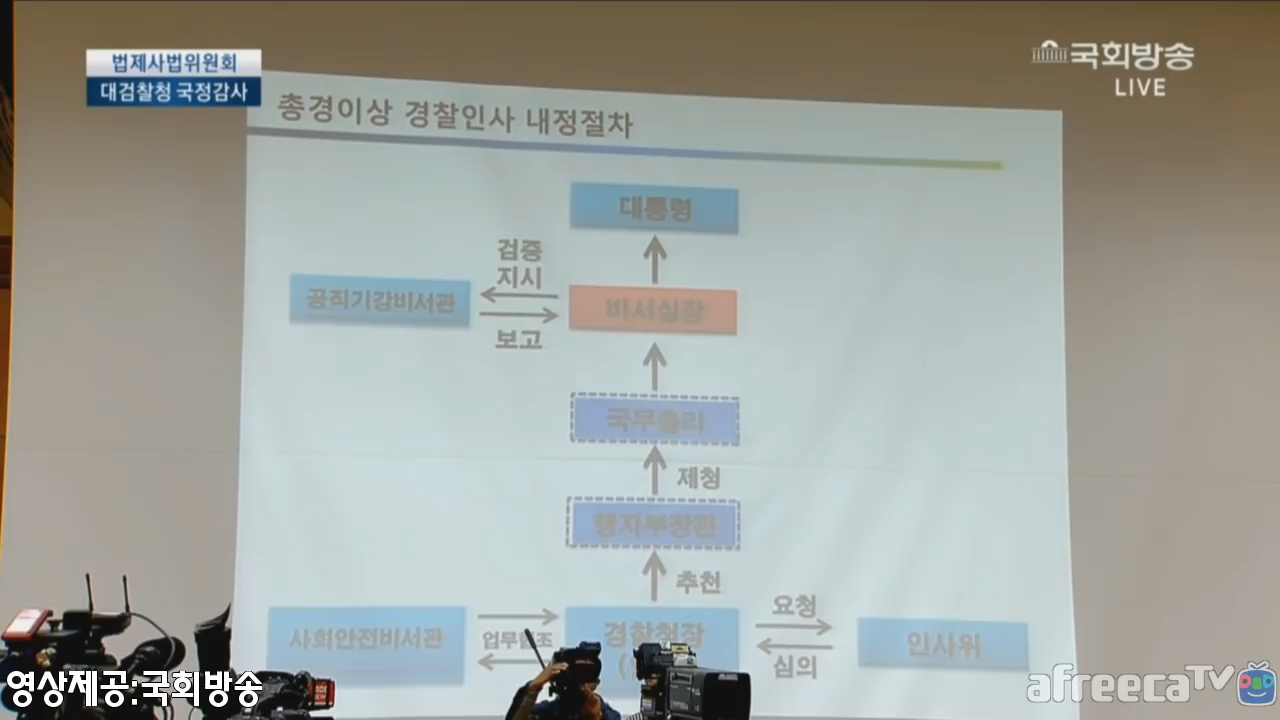 법제사법위원회
대검찰청 국정감사
국회방송
LIVE
총경이상 경찰인사 내정절차
대통령
검증
지시
공직기강비서관
비서실장
보고
국무총리
제청
행자부장관
추천
사회안전비서관
업무협조
경찰청장
요청
심의
인사위
영상제공:국회방송
afreecaTV